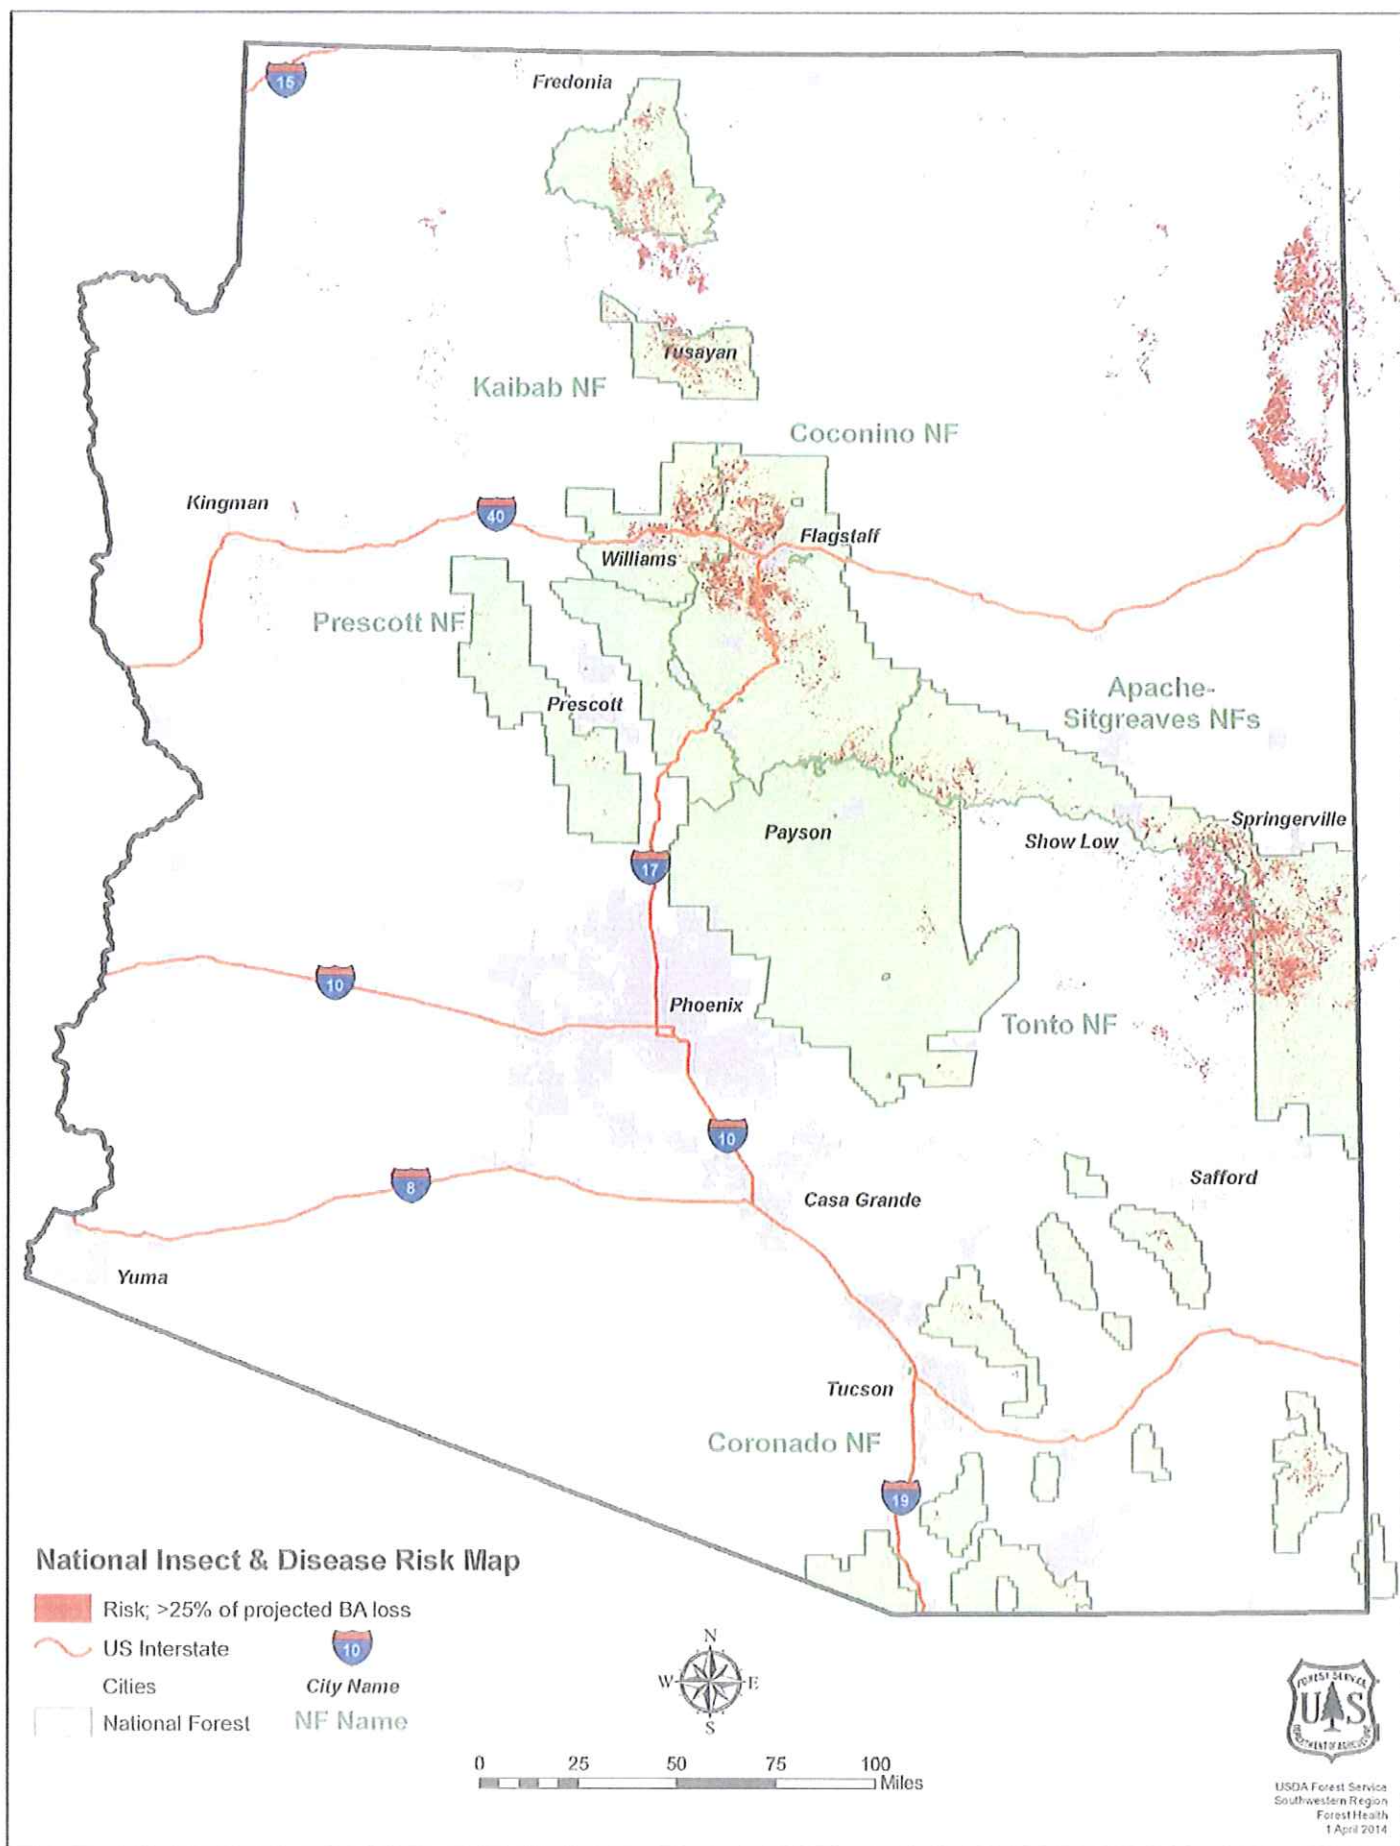 15
Fredonia
Tusayan
Kaibab NF
Coconino NF
Kingman
40
Flagstaff
Williams
Prescott NF
Apache-
Sitgreaves NFs
Prescott
Springerville
Payson
Show Low
17
10
Phoenix
Tonto NF
10
8
Safford
Casa Grande
Yuma
Tucson
Coronado NF
19
National Insect & Disease Risk Map
Risk; >25% of projected BA loss
US Interstate
10
Cities
City Name
National Forest
NF Name
N
W
E
S
0 25 50 75 100
Miles
FOREST SERVICE
U S
DEPARTMENT OF AGRICULTURE
USDA Forest Service
Southwestern Region
Forest Health
1 April 2014